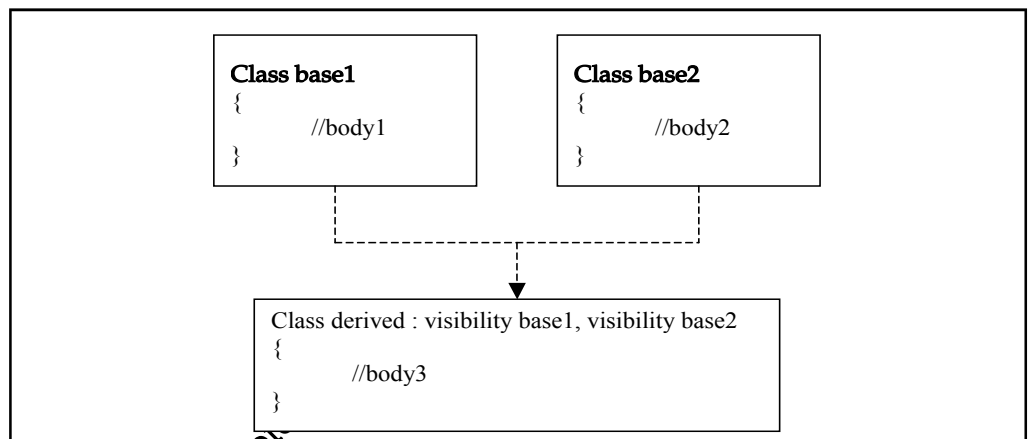 Class base1
{
//body1
}
Class base2
{
//body2
}
Class derived : visibility base1, visibility base2
{
//body3
}